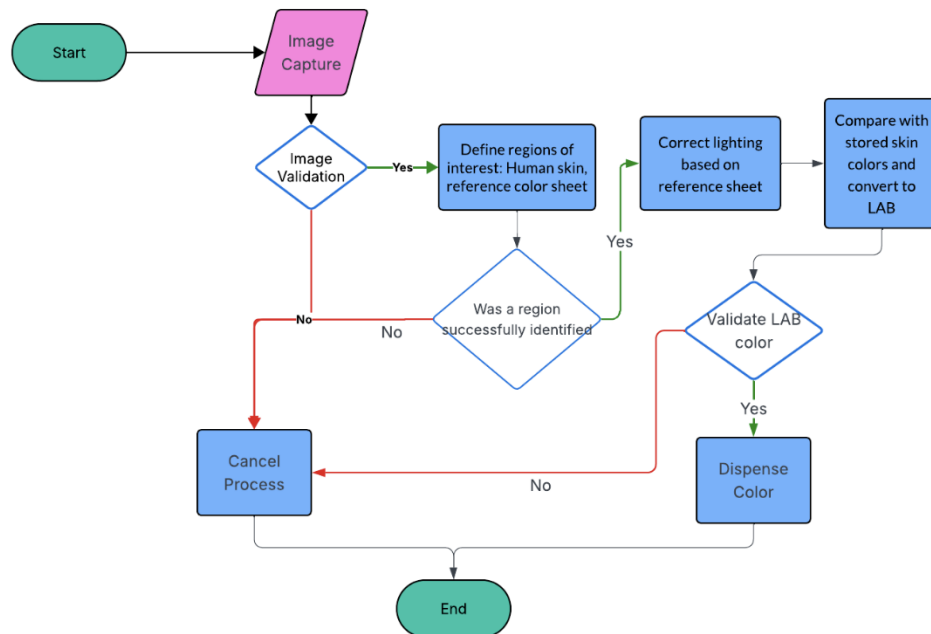 Start
Image
Capture
Image
Validation
Yes
Define regions of
interest: Human skin,
reference color sheet
Correct lighting
based on
reference sheet
Compare with
stored skin
colors and
convert to
LAB
Yes
No
No
Was a region
successfully identified
Validate LAB
color
Yes
Cancel
Process
No
Dispense
Color
End